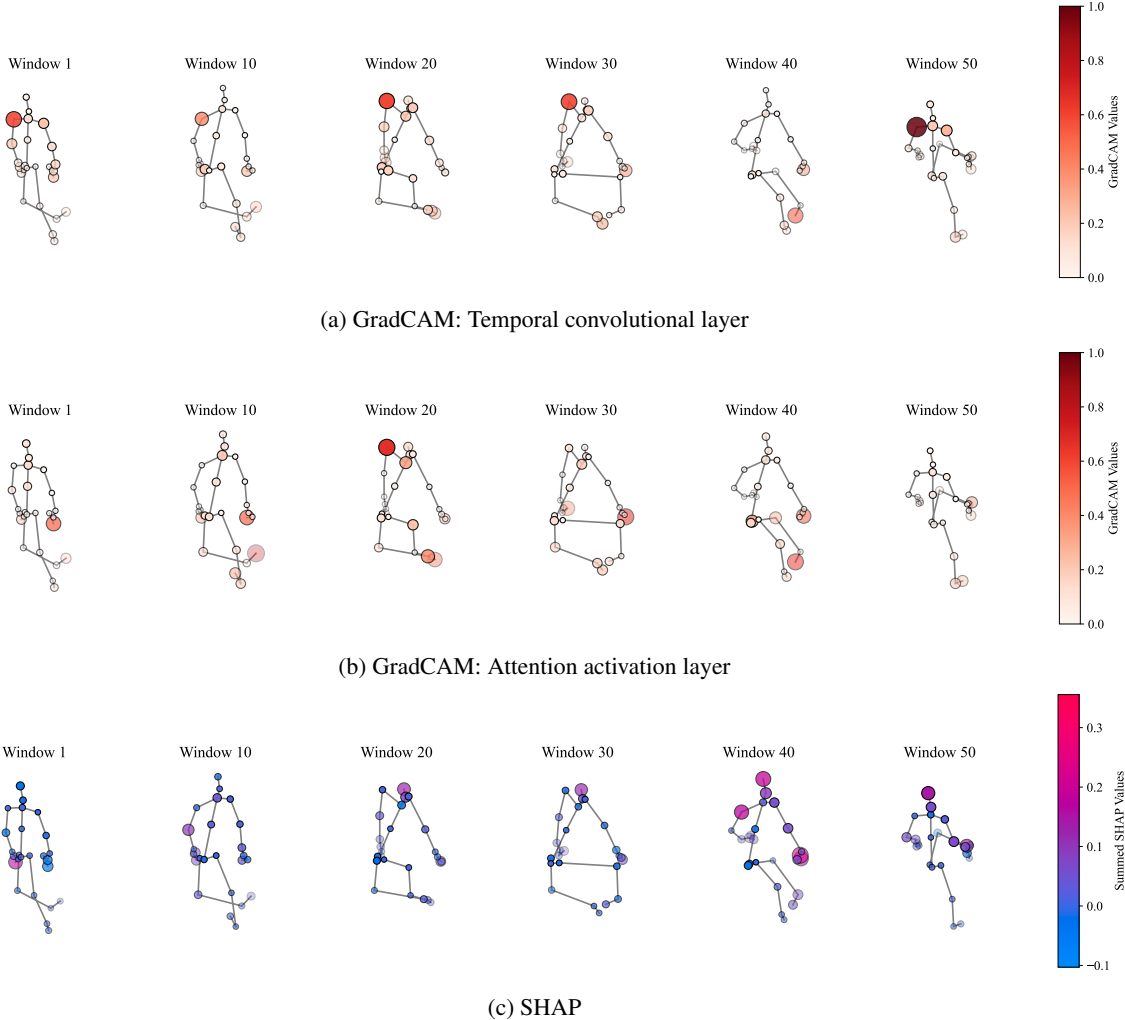 Window 1
Window 10
Window 20
Window 30
Window 40
Window 50
1.0
0.8
0.6
0.4
0.2
0.0
GradCAM Values
(a) GradCAM: Temporal convolutional layer
Window 1
Window 10
Window 20
Window 30
Window 40
Window 50
1.0
0.8
0.6
0.4
0.2
0.0
GradCAM Values
(b) GradCAM: Attention activation layer
Window 1
Window 10
Window 20
Window 30
Window 40
Window 50
0.3
0.2
0.1
0.0
−0.1
Summed SHAP Values
(c) SHAP